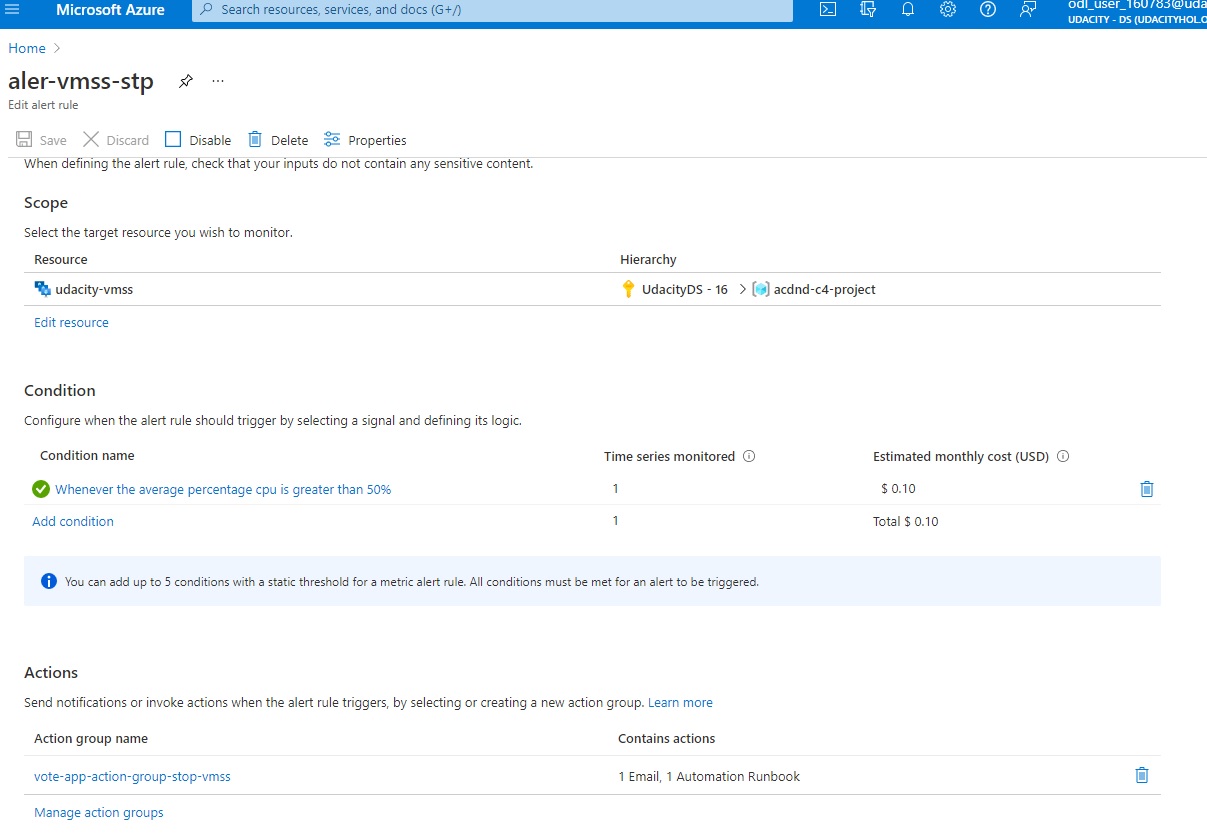 Microsoft Azure
Search resources, services, and docs (G+/)
odl_user_160783@uda
UDACITY - DS (UDACITYHOL.O
Home
aler-vmss-stp
Edit alert rule
Save Discard Disable Delete Properties
When defining the alert rule, check that your inputs do not contain any sensitive content.
Scope
Select the target resource you wish to monitor.
Resource Hierarchy
udacity-vmss UdacityDS - 16 > acdnd-c4-project
Edit resource
Condition
Configure when the alert rule should trigger by selecting a signal and defining its logic.
Condition name Time series monitored Estimated monthly cost (USD)
Whenever the average percentage cpu is greater than 50% 1 $ 0.10
Add condition 1 Total $ 0.10
You can add up to 5 conditions with a static threshold for a metric alert rule. All conditions must be met for an alert to be triggered.
Actions
Send notifications or invoke actions when the alert rule triggers, by selecting or creating a new action group. Learn more
Action group name Contains actions
vote-app-action-group-stop-vmss 1 Email, 1 Automation Runbook
Manage action groups